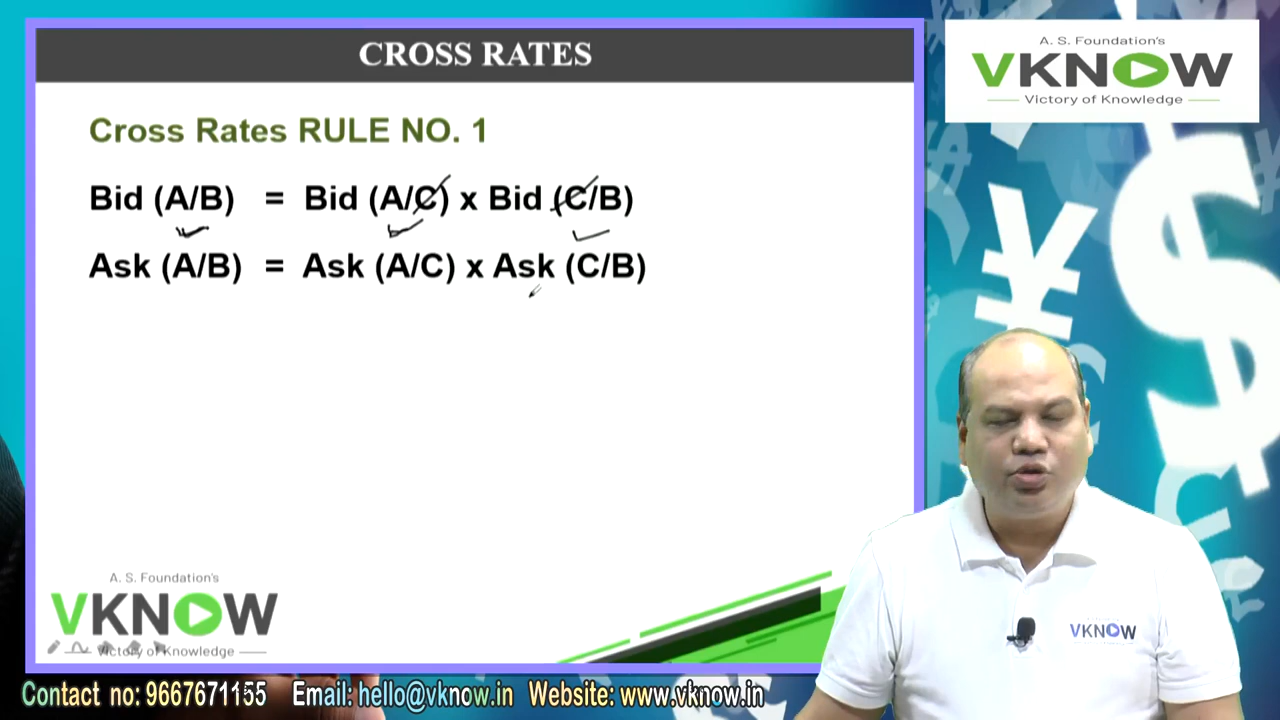 CROSS RATES
A. S. Foundation's
VKNOW
Victory of Knowledge
Cross Rates RULE NO. 1
Bid (A/B) = Bid (A/C) x Bid (C/B)
Ask (A/B) = Ask (A/C) x Ask (C/B)
A. S. Foundation's
VKNOW
Victory of Knowledge
VKNOW
Contact no: 9667671155 Email: hello@vknow.in Website: www.vknow.in